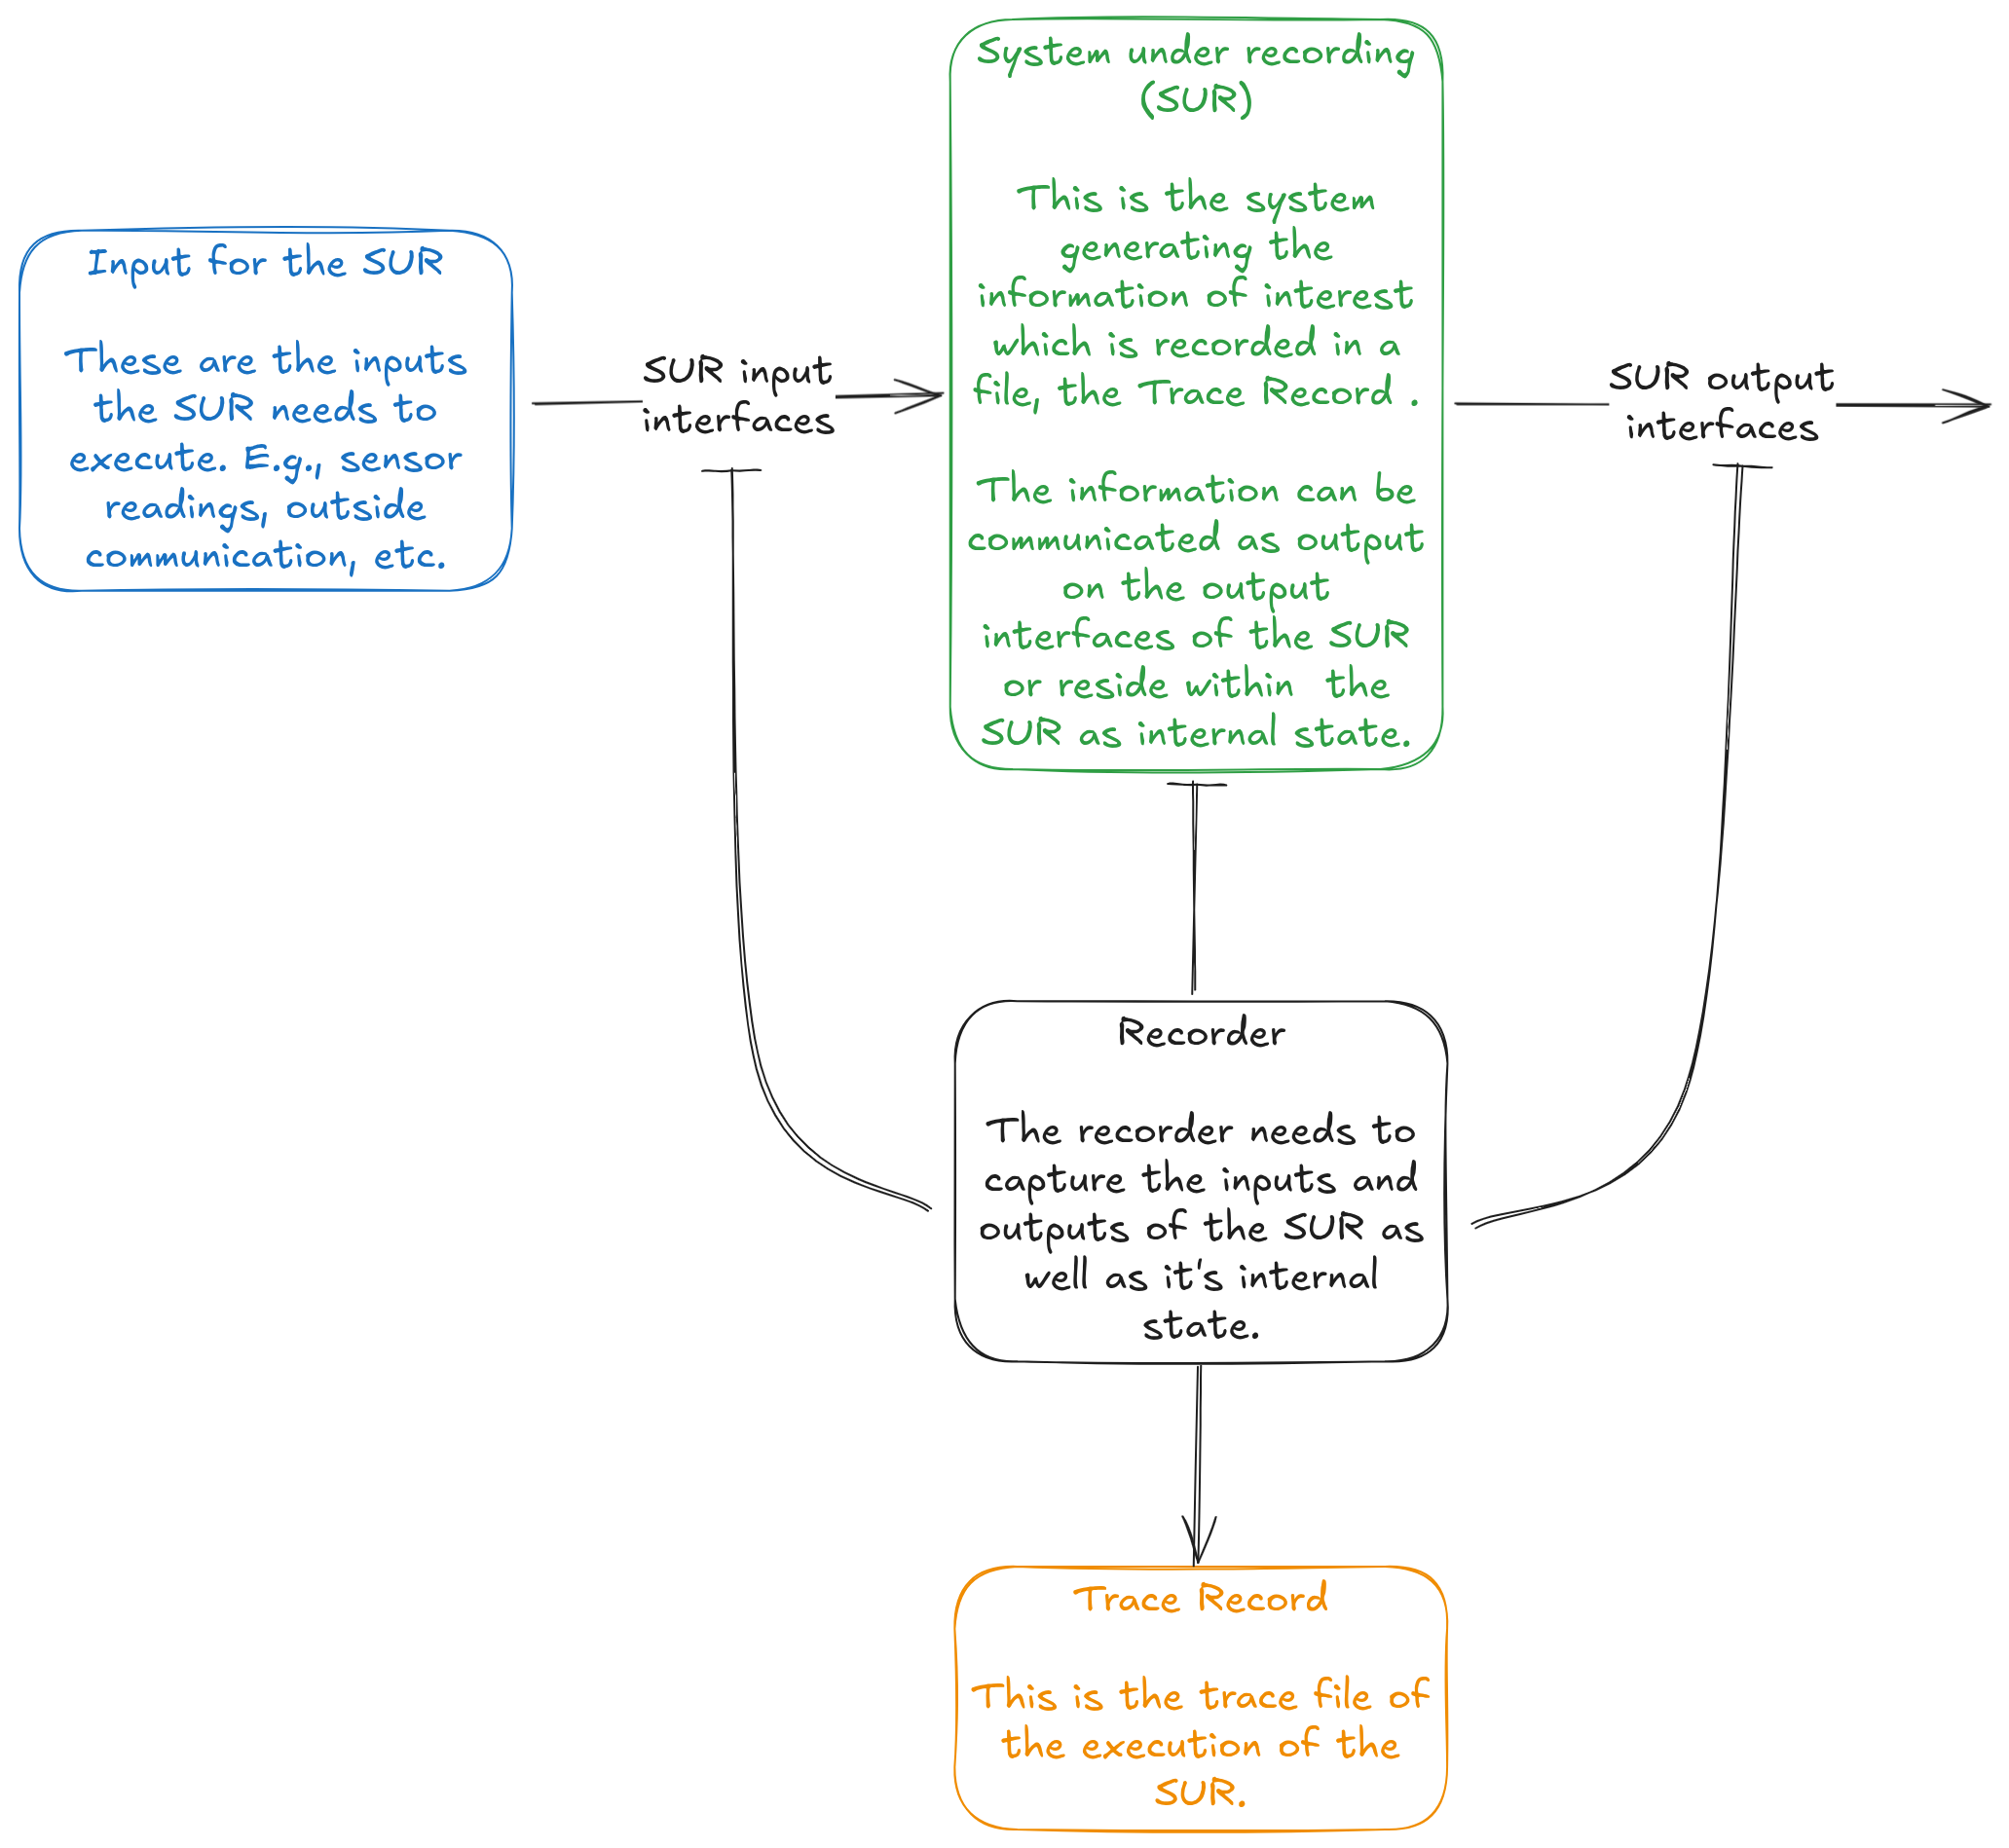 System under recording
(SUR)
This is the system
generating the
information of interest
which is recorded in a
file, the Trace Record .
The information can be
communicated as output
on the output
interfaces of the SUR
or reside within the
SUR as internal state.
Input for the SUR
These are the inputs
the SUR needs to
execute. E.g., sensor
readings, outside
communication, etc.
SUR input
interfaces
SUR output
interfaces
Recorder
The recorder needs to
capture the inputs and
outputs of the SUR as
well as it's internal
state.
Trace Record
This is the trace file of
the execution of the
SUR.